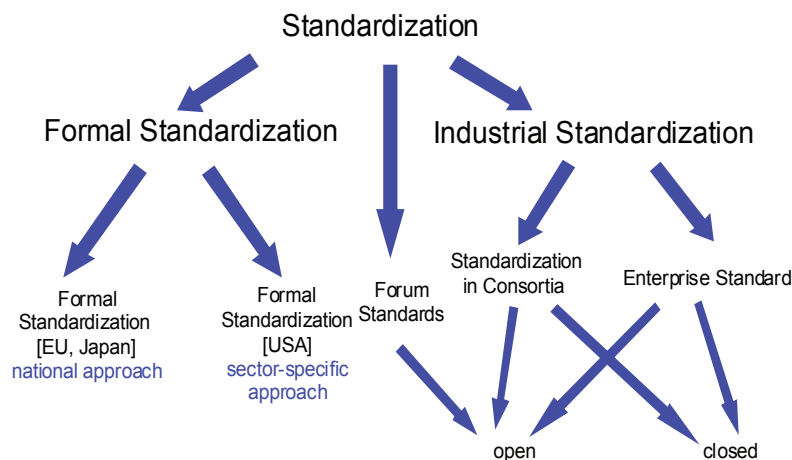 Standardization
Formal Standardization
Industrial Standardization
Formal
Standardization
[EU, Japan]
national approach
Formal
Standardization
[USA]
sector-specific
approach
Forum
Standards
Standardization
in Consortia
Enterprise Standard
open
closed